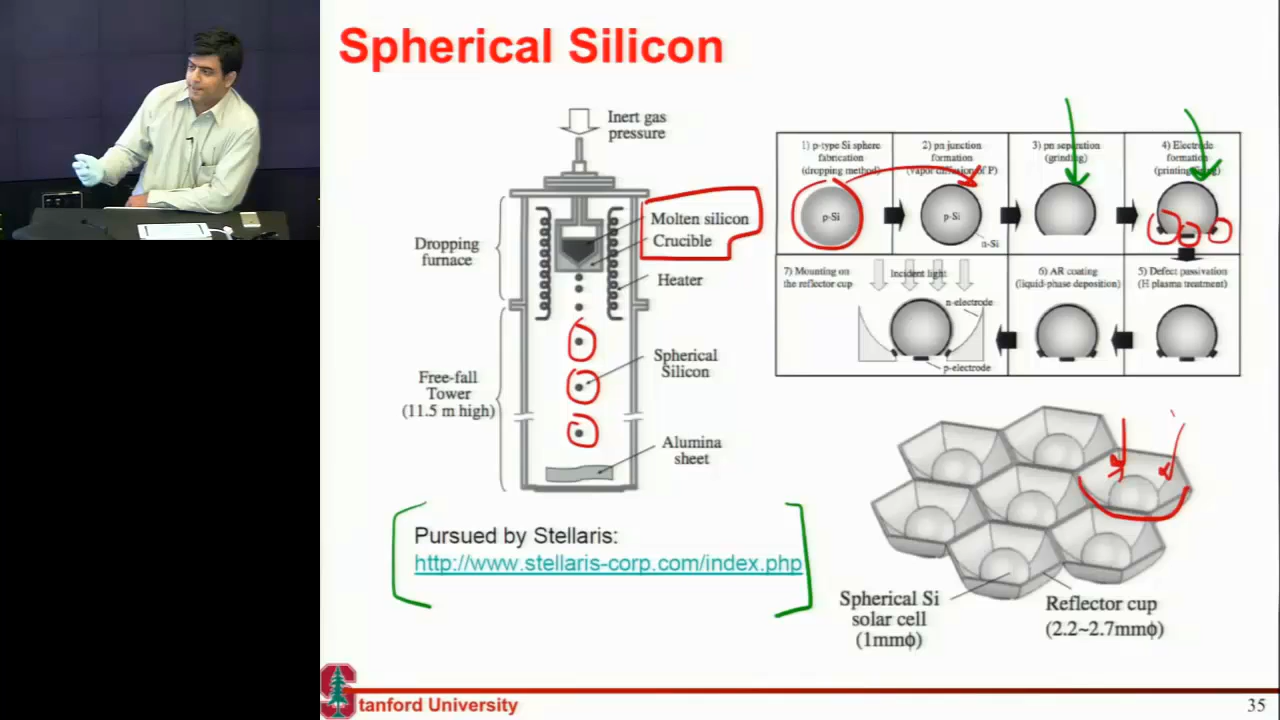 Spherical Silicon
Inert gas
pressure
Molten silicon
Crucible
Dropping
furnace
Heater
Spherical
Silicon
Free-fall
Tower
(11.5 m high)
Alumina
sheet
1) p-type Si sphere
fabrication
(dropping method)
p-Si
2) pn junction
formation
(vapor diffusion of P)
p-Si
n-Si
3) pn separation
(grinding)
4) Electrode
formation
7) Mounting on
the reflector cup
Incident light
n-electrode
p-electrode
6) AR coating
(liquid-phase deposition)
5) Defect passivation
(H plasma treatment)
Pursued by Stellaris:
http://www.stellaris-corp.com/index.php
Spherical Si
solar cell
(1mmϕ)
Reflector cup
(2.2~2.7mmϕ)
Stanford University
35